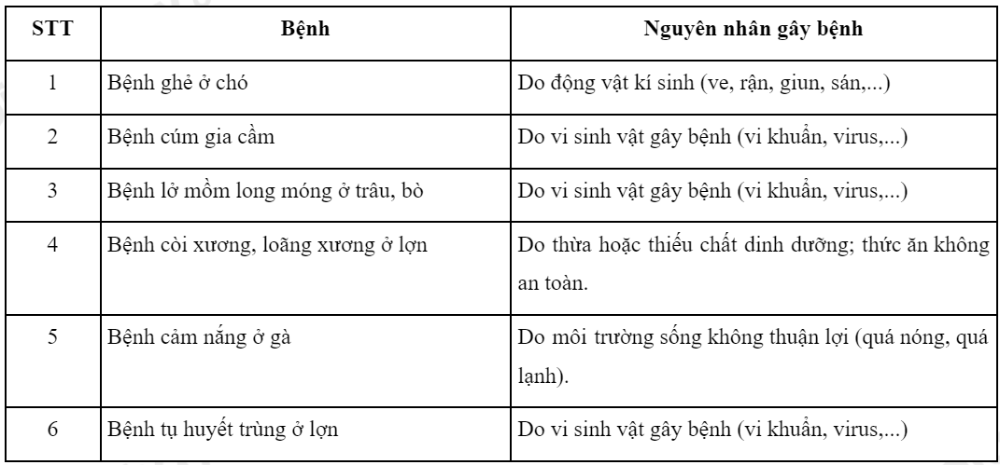 STT Bệnh Nguyên nhân gây bệnh
1 Bệnh ghẻ ở chó Do động vật kí sinh (ve, rận, giun, sán,...)
2 Bệnh cúm gia cầm Do vi sinh vật gây bệnh (vi khuẩn, virus,...)
3 Bệnh lở mồm long móng ở trâu, bò Do vi sinh vật gây bệnh (vi khuẩn, virus,...)
4 Bệnh còi xương, loãng xương ở lợn Do thừa hoặc thiếu chất dinh dưỡng; thức ăn không
an toàn.
5 Bệnh cảm nắng ở gà Do môi trường sống không thuận lợi (quá nóng, quá
lạnh).
6 Bệnh tụ huyết trùng ở lợn Do vi sinh vật gây bệnh (vi khuẩn, virus,...)